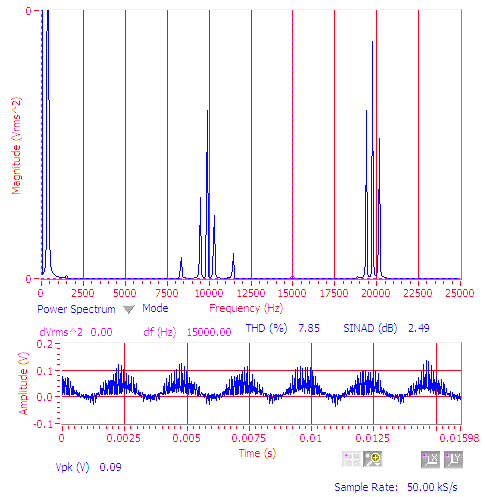 0
Magnitude (Vrms^2)
0
0 2500 5000 7500 10000 12500 15000 17500 20000 22500 25000
Power Spectrum Mode Frequency (Hz)
dVrms^2 0.00 df (Hz) 15000.00 THD (%) 7.85 SINAD (dB) 2.49
0.2
0.1
0.0
-0.1
Amplitude (V)
0 0.0025 0.005 0.0075 0.01 0.0125 0.01598
Time (s)
Vpk (V) 0.09
Sample Rate: 50.00 kS/s